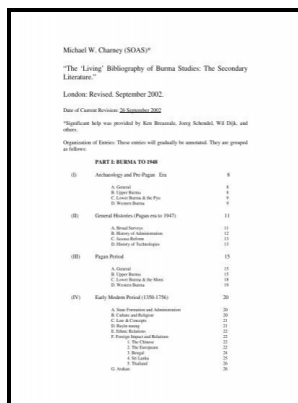 Michael W. Charney (SOAS)*
"The 'Living' Bibliography of Burma Studies: The Secondary
Literature."
London: Revised. September 2002.
Date of Current Revision: 26 September 2002
*Significant help was provided by Ken Breazeale, Joerg Schendel, Wil Dijk, and
others.
Organization of Entries: These entries will gradually be annotated. They are grouped
as follows:
PART I: BURMA TO 1948
(I) Archaeology and Pre-Pagan Era 8
A. General 8
B. Upper Burma 8
C. Lower Burma & the Pyu 9
D. Western Burma 9
(II) General Histories (Pagan era to 1947) 11
A. Broad Surveys 11
B. History of Administration 12
C. Sasana Reform 13
D. History of Technologies 13
(III) Pagan Period 15
A. General 15
B. Upper Burma 15
C. Lower Burma & the Mons 18
D. Western Burma 19
(IV) Early Modern Period (1350-1756) 20
A. State Formation and Administration 20
B. Culture and Religion 20
C. Law & Concepts 21
D. Bayin-naung 21
E. Ethnic Relations 22
F. Foreign Impact and Relations 22
1. The Chinese 22
2. The Europeans 22
3. Bengal 24
4. Sri Lanka 25
5. Thailand 26
G. Arakan 26